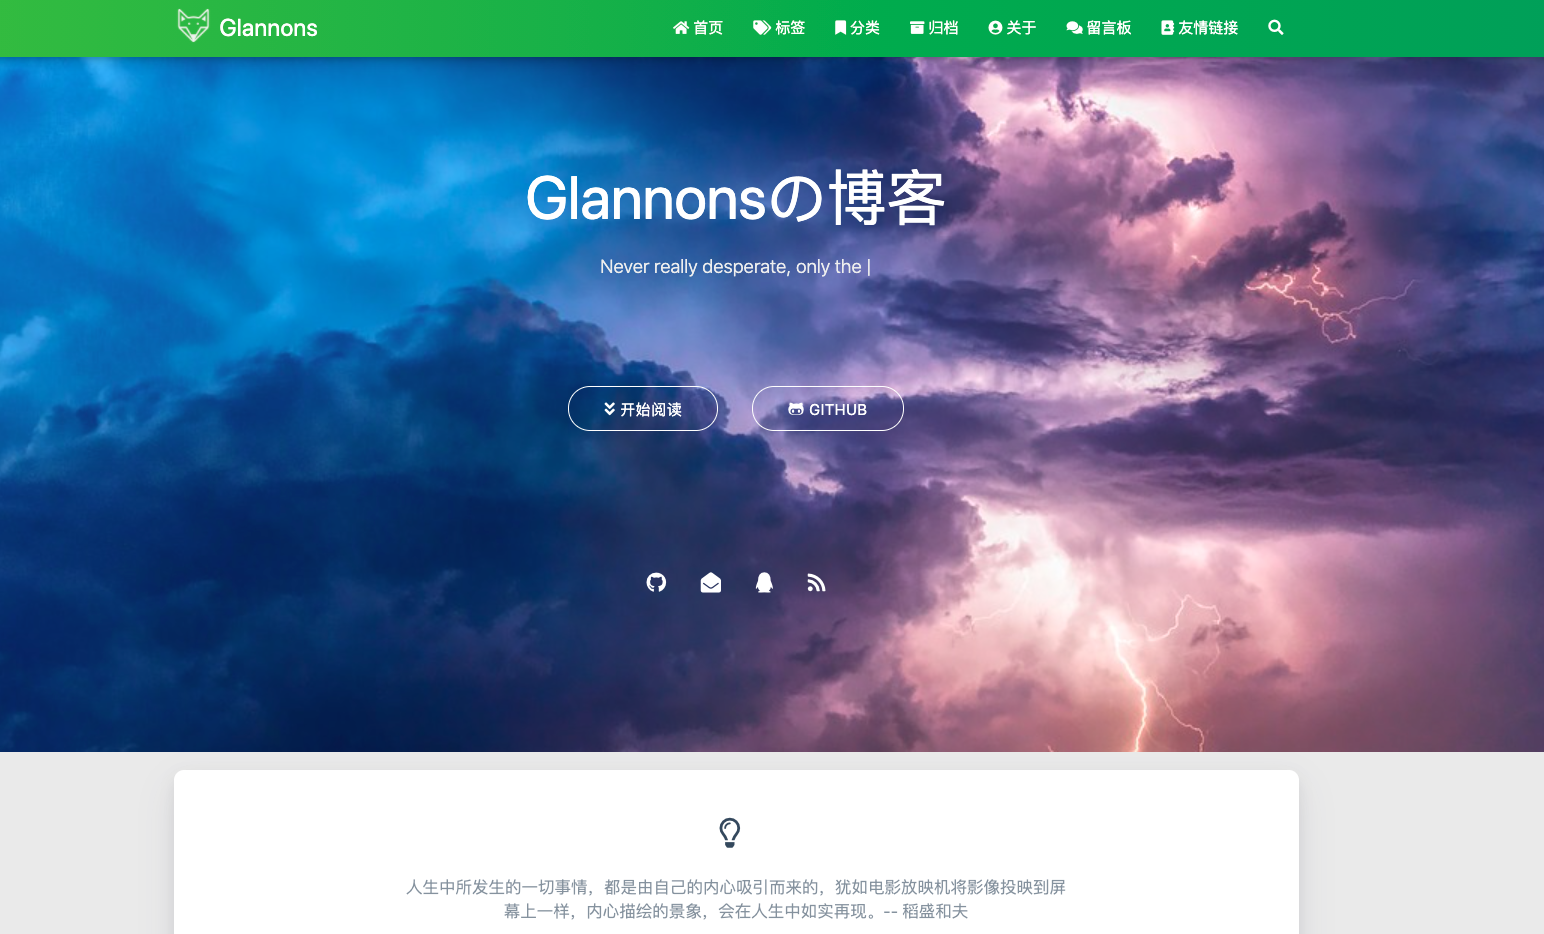 Glannons
首页 标签 分类 归档 关于 留言板 友情链接
Glannonsの博客
Never really desperate, only the |
开始阅读 GITHUB
人生中所发生的一切事情，都是由自己的内心吸引而来的，犹如电影放映机将影像投映到屏
幕上一样，内心描绘的景象，会在人生中如实再现。-- 稻盛和夫